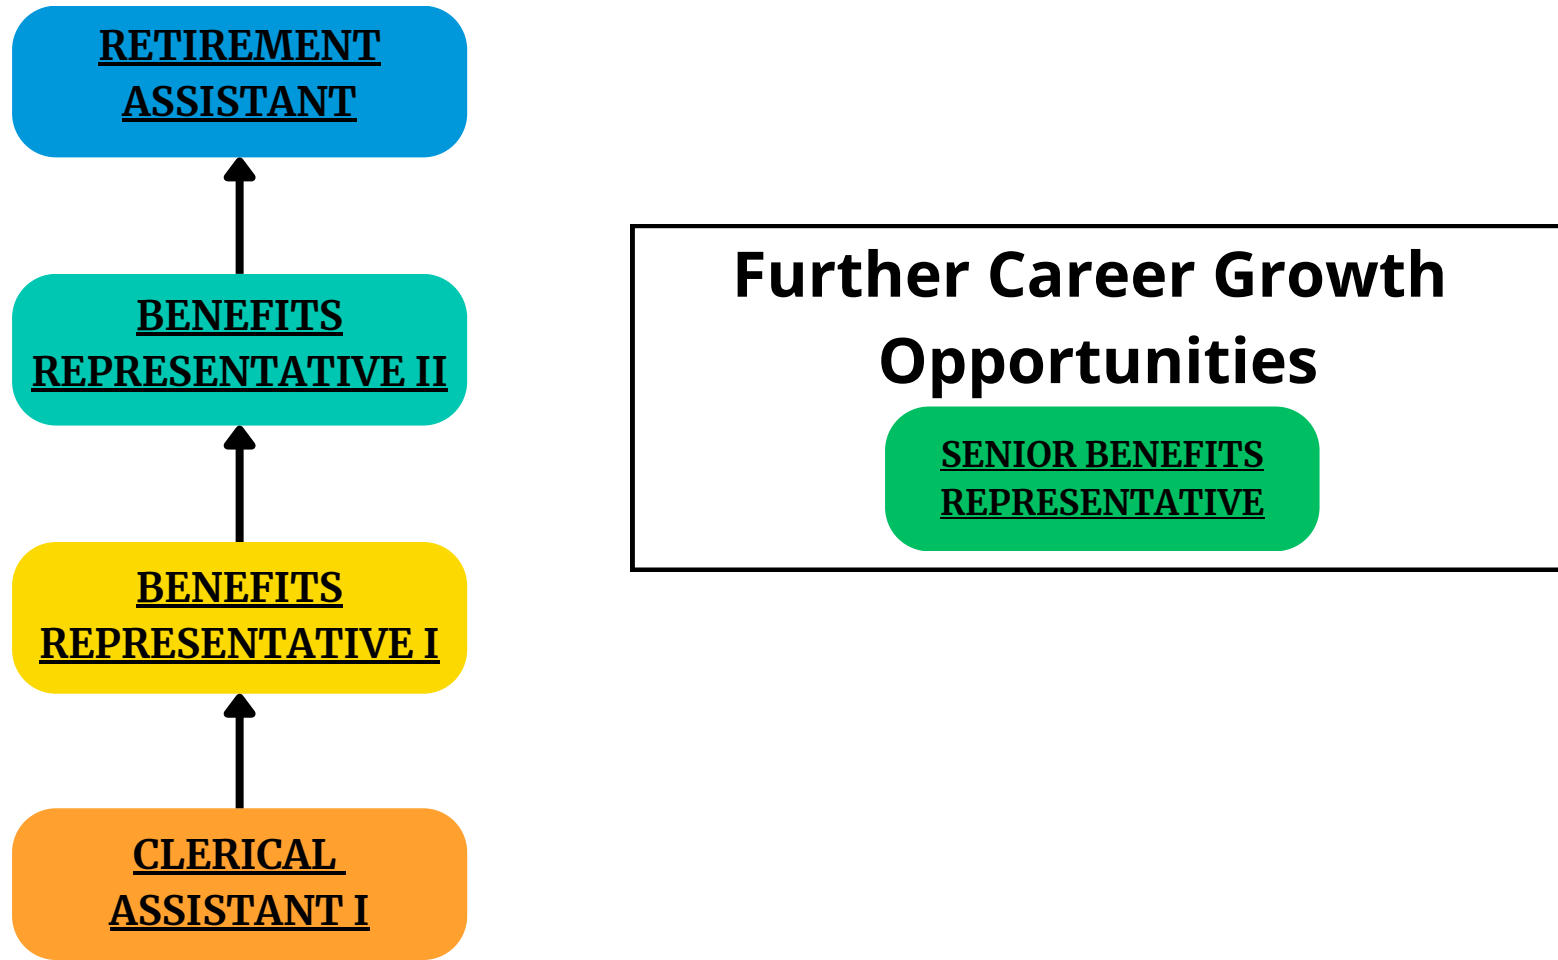 RETIREMENT
ASSISTANT
BENEFITS
REPRESENTATIVE II
BENEFITS
REPRESENTATIVE I
CLERICAL
ASSISTANT I
Further Career Growth
Opportunities
SENIOR BENEFITS
REPRESENTATIVE